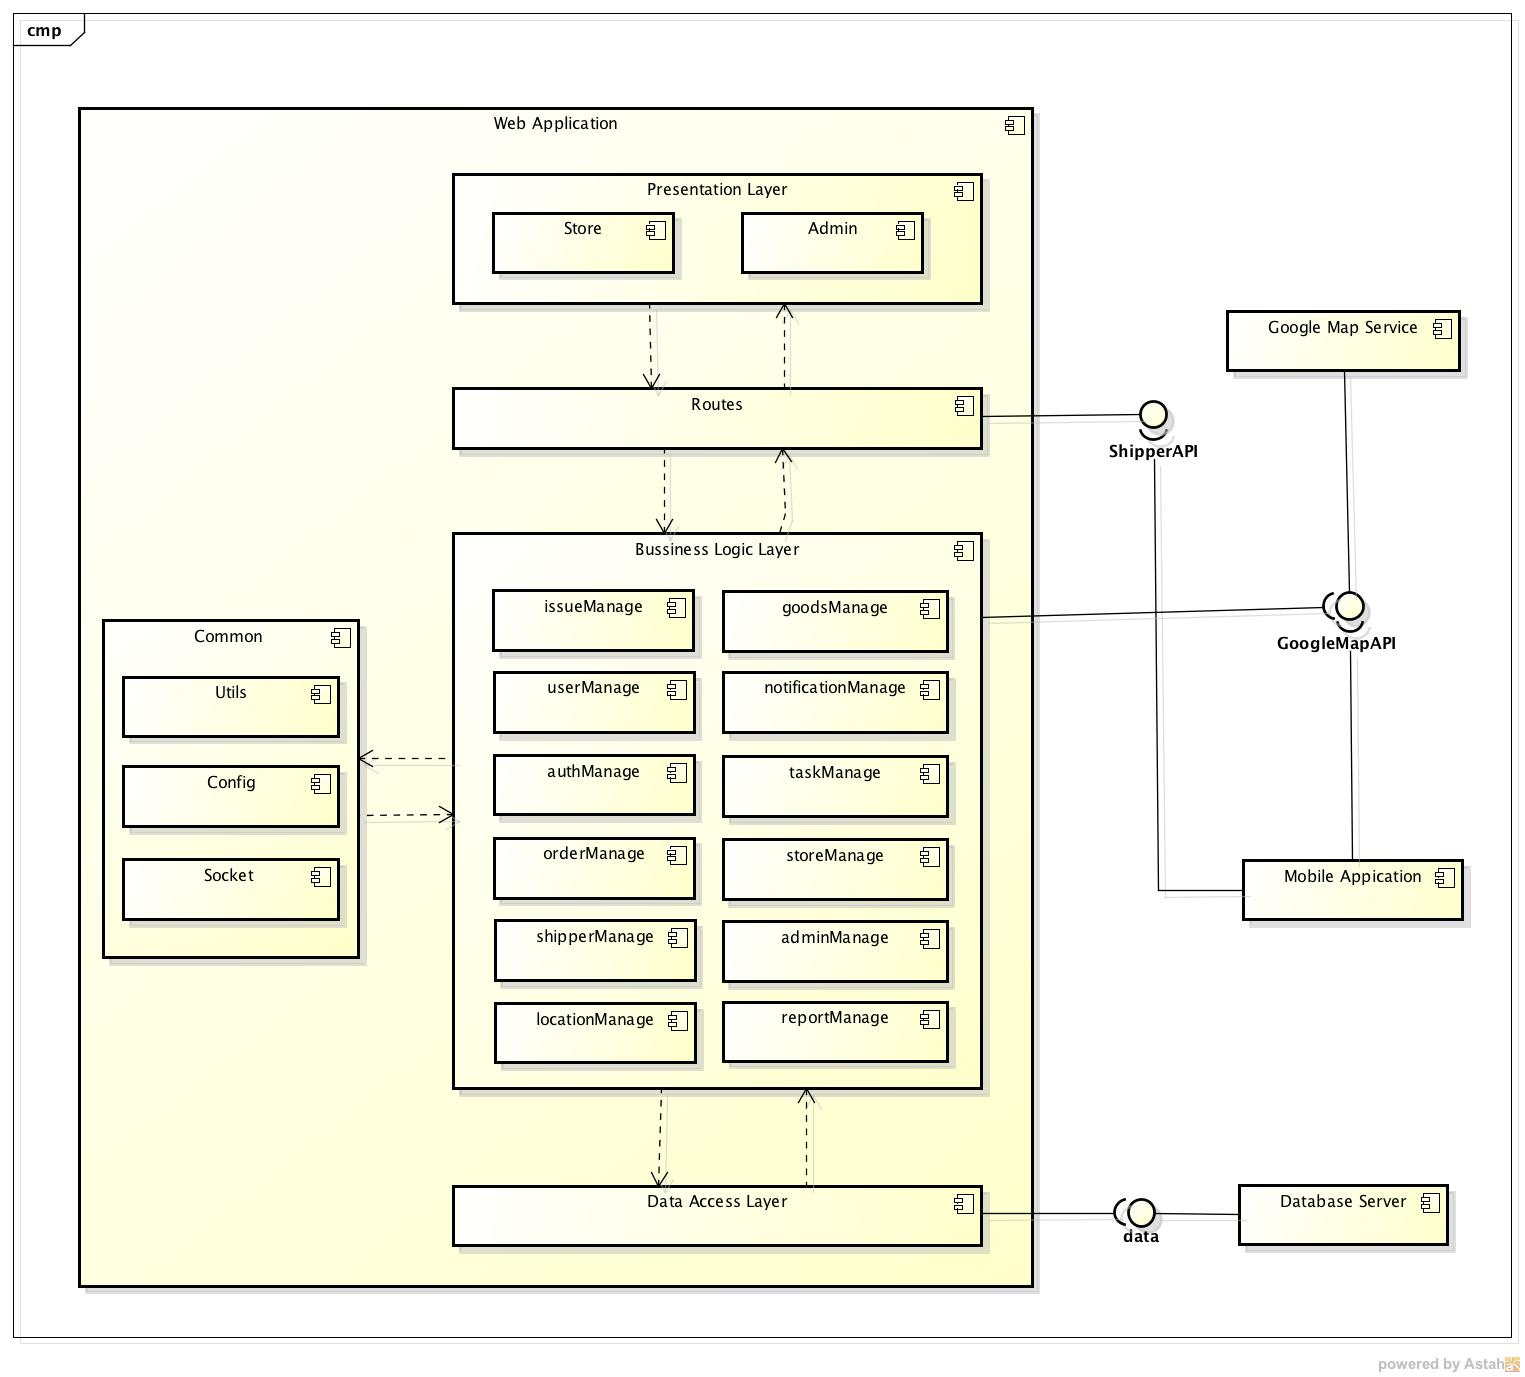 cmp
Web Application
Presentation Layer
Store
Admin
Google Map Service
Routes
ShipperAPI
Bussiness Logic Layer
issueManage
goodsManage
Common
GoogleMapAPI
Utils
userManage
notificationManage
Config
authManage
taskManage
orderManage
storeManage
Socket
Mobile Appication
shipperManage
adminManage
locationManage
reportManage
Data Access Layer
Database Server
data
powered by Astah